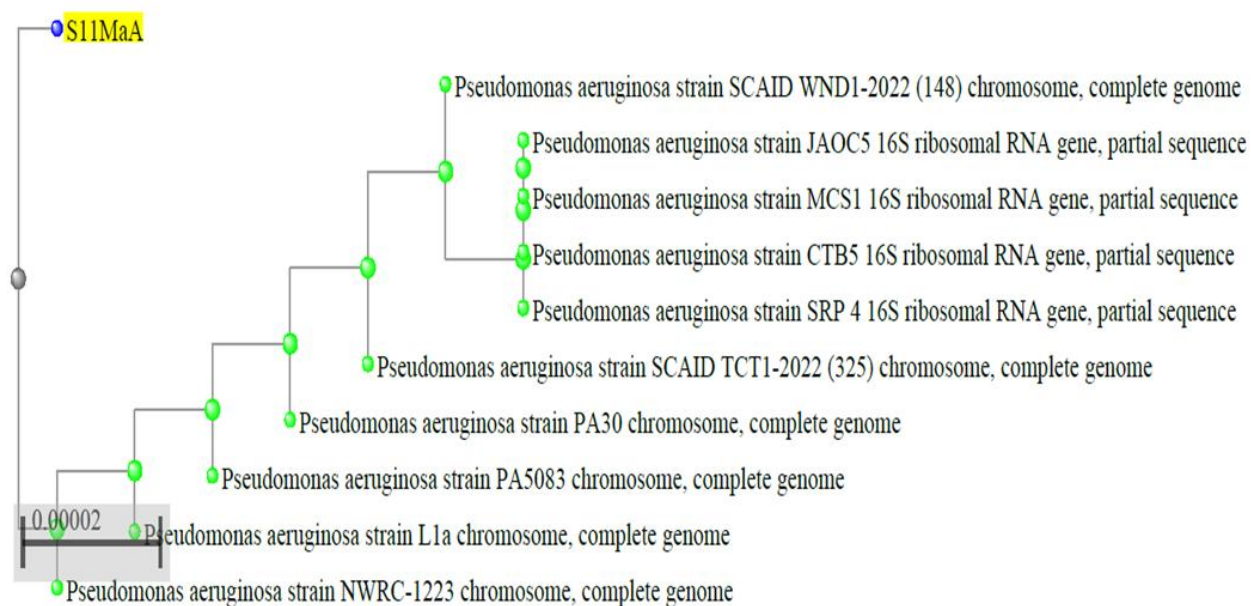 S11MaA
Pseudomonas aeruginosa strain SCAID WND1-2022 (148) chromosome, complete genome
Pseudomonas aeruginosa strain JAOC5 16S ribosomal RNA gene, partial sequence
Pseudomonas aeruginosa strain MCS1 16S ribosomal RNA gene, partial sequence
Pseudomonas aeruginosa strain CTB5 16S ribosomal RNA gene, partial sequence
Pseudomonas aeruginosa strain SRP 4 16S ribosomal RNA gene, partial sequence
Pseudomonas aeruginosa strain SCAID TCT1-2022 (325) chromosome, complete genome
Pseudomonas aeruginosa strain PA30 chromosome, complete genome
Pseudomonas aeruginosa strain PA5083 chromosome, complete genome
0.00002
Pseudomonas aeruginosa strain L1a chromosome, complete genome
Pseudomonas aeruginosa strain NWRC-1223 chromosome, complete genome